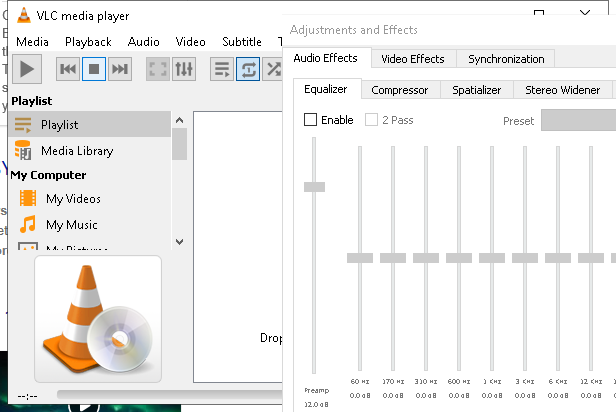 VLC media player
Media Playback Audio Video Subtitle T
Playlist
Playlist
Media Library
My Computer
My Videos
My Music
My Pictures
Drop
--:--
Adjustments and Effects
Audio Effects Video Effects Synchronization
Equalizer Compressor Spatializer Stereo Widener
Enable 2 Pass Preset
60 Hz 170 Hz 310 Hz 600 Hz 1 KHz 3 KHz 6 KHz 12 KHz
Preamp 0.0 dB 0.0 dB 0.0 dB 0.0 dB 0.0 dB 0.0 dB 0.0 dB 0.0 dB
12.0 dB